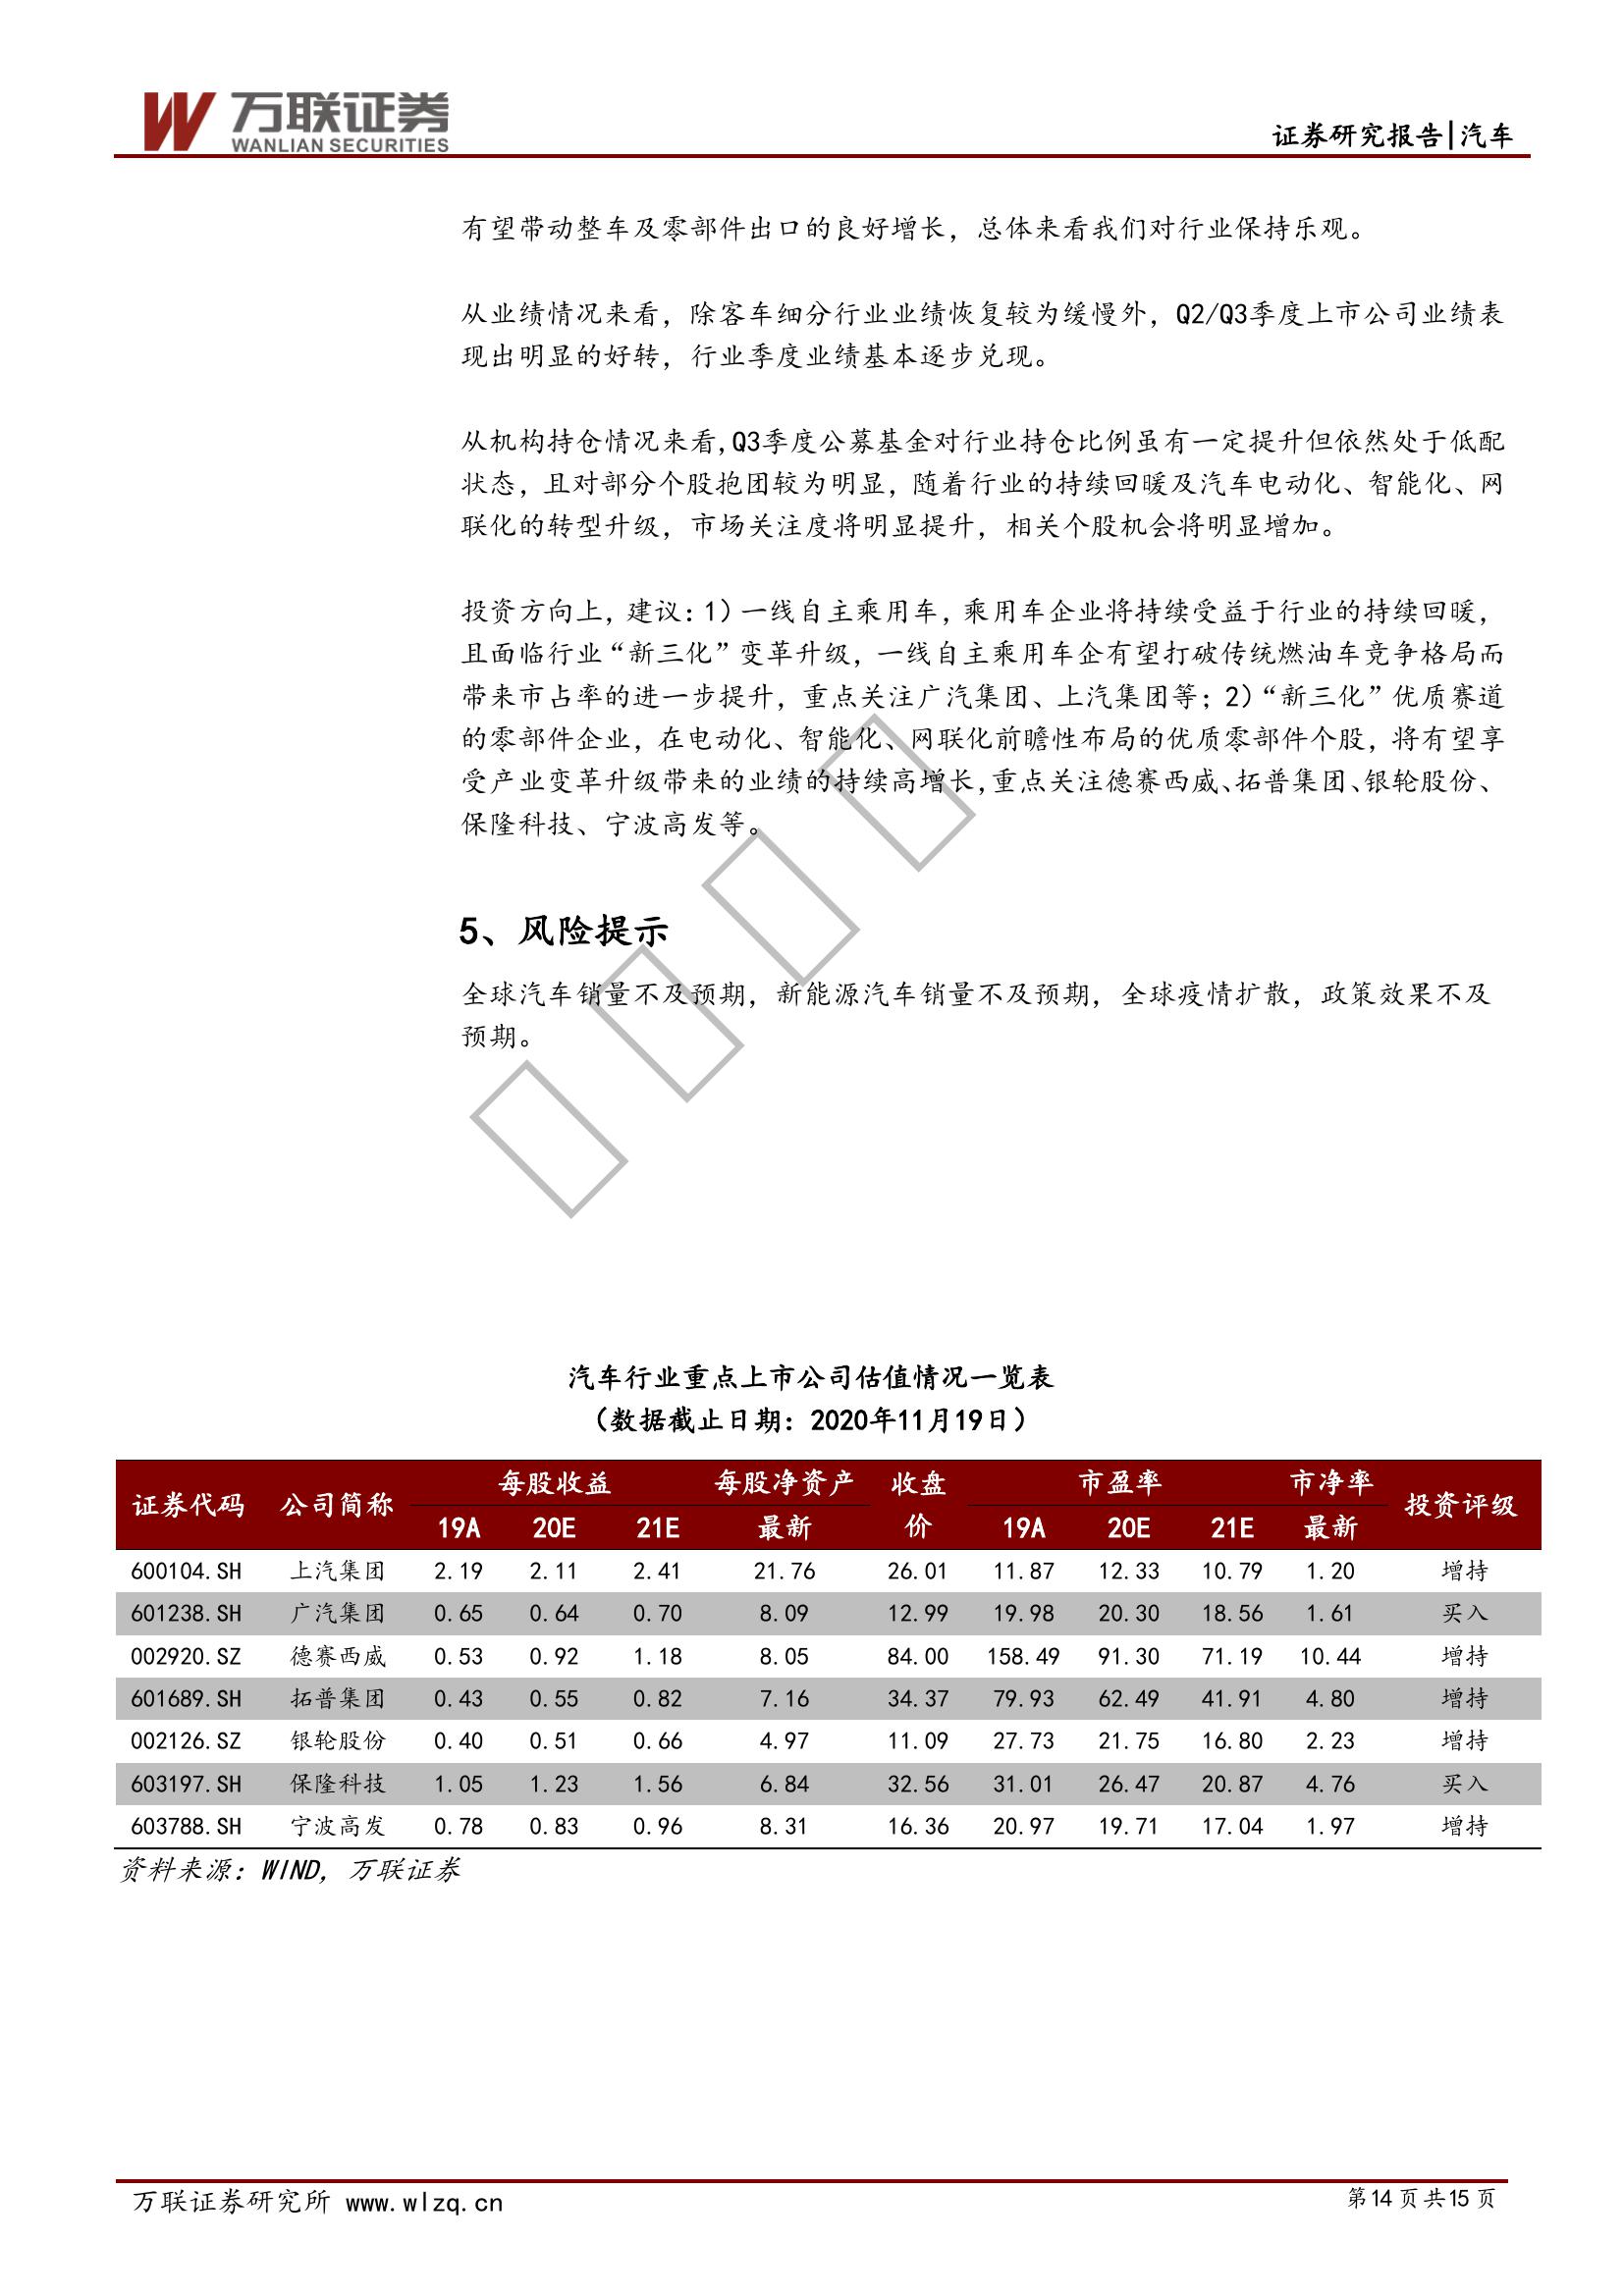 万联证券
WANLIAN SECURITIES
证券研究报告|汽车
有望带动整车及零部件出口的良好增长，总体来看我们对行业保持乐观。
从业绩情况来看，除客车细分行业业绩恢复较为缓慢外，Q2/Q3季度上市公司业绩表
现出明显的好转，行业季度业绩基本逐步兑现。
从机构持仓情况来看，Q3季度公募基金对行业持仓比例虽有一定提升但依然处于低配
状态，且对部分个股抱团较为明显，随着行业的持续回暖及汽车电动化、智能化、网
联化的转型升级，市场关注度将明显提升，相关个股机会将明显增加。
投资方向上，建议：1）一线自主乘用车，乘用车企业将持续受益于行业的持续回暖，
且面临行业“新三化”变革升级，一线自主乘用车企有望打破传统燃油车竞争格局而
带来市占率的进一步提升，重点关注广汽集团、上汽集团等；2）“新三化”优质赛道
的零部件企业，在电动化、智能化、网联化前瞻性布局的优质零部件个股，将有望享
受产业变革升级带来的业绩的持续高增长，重点关注德赛西威、拓普集团、银轮股份、
保隆科技、宁波高发等。
5、风险提示
全球汽车销量不及预期，新能源汽车销量不及预期，全球疫情扩散，政策效果不及
预期。
汽车行业重点上市公司估值情况一览表
（数据截止日期：2020年11月19日）
证券代码 公司简称 每股收益 每股净资产 收盘价 市盈率 市净率 投资评级
19A 20E 21E 最新 19A 20E 21E 最新
600104.SH 上汽集团 2.19 2.11 2.41 21.76 26.01 11.87 12.33 10.79 1.20 增持
601238.SH 广汽集团 0.65 0.64 0.70 8.09 12.99 19.98 20.30 18.56 1.61 买入
002920.SZ 德赛西威 0.53 0.92 1.18 8.05 84.00 158.49 91.30 71.19 10.44 增持
601689.SH 拓普集团 0.43 0.55 0.82 7.16 34.37 79.93 62.49 41.91 4.80 增持
002126.SZ 银轮股份 0.40 0.51 0.66 4.97 11.09 27.73 21.75 16.80 2.23 增持
603197.SH 保隆科技 1.05 1.23 1.56 6.84 32.56 31.01 26.47 20.87 4.76 买入
603788.SH 宁波高发 0.78 0.83 0.96 8.31 16.36 20.97 19.71 17.04 1.97 增持
资料来源：WIND，万联证券
万联证券研究所 www.wlzq.cn
第14页共15页